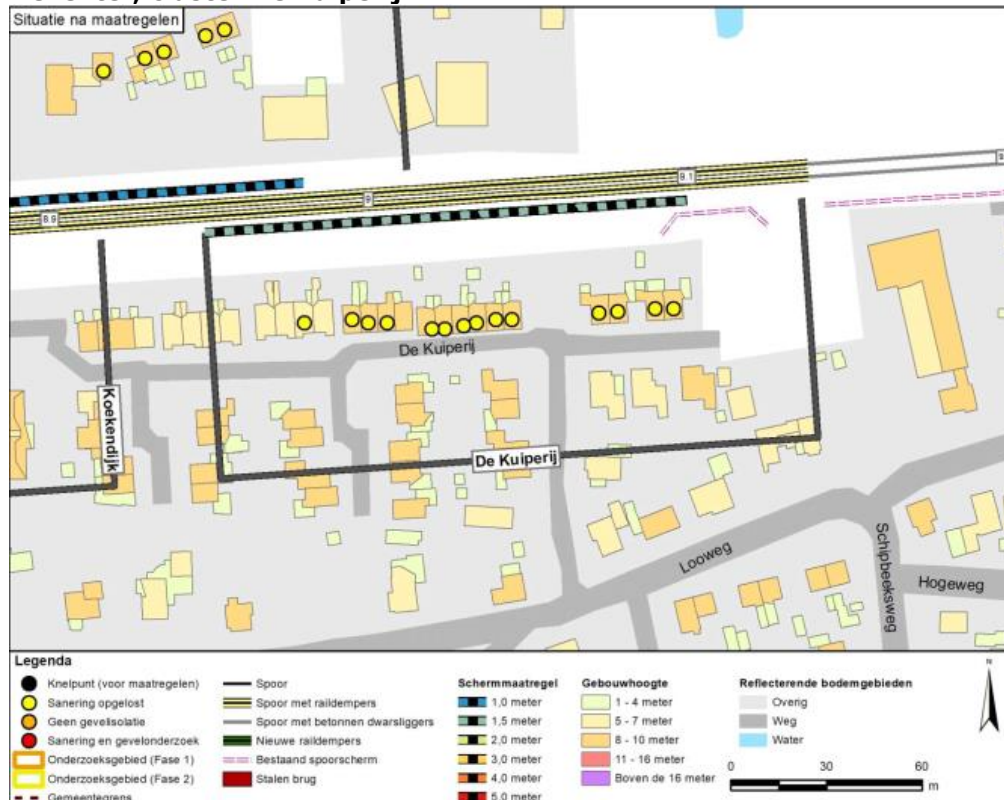 Situatie na maatregelen
8.9
9
9.1
De Kuiperij
Koekendijk
De Kuiperij
Looweg
Schipbeeksweg
Hogeweg
Legenda
Knelpunt (voor maatregelen)
Sanering opgelost
Geen gevelisolatie
Sanering en gevelonderzoek
Onderzoeksgebied (Fase 1)
Onderzoeksgebied (Fase 2)
Gemeentegrens
Spoor
Spoor met raildempers
Spoor met betonnen dwarsliggers
Nieuwe raildempers
Bestaand spoorscherm
Stalen brug
Schermmaatregel
1,0 meter
1,5 meter
2,0 meter
3,0 meter
4,0 meter
5,0 meter
Gebouwhoogte
1 - 4 meter
5 - 7 meter
8 - 10 meter
11 - 16 meter
Boven de 16 meter
Reflecterende bodemgebieden
Overig
Weg
Water
N
0 30 60
m